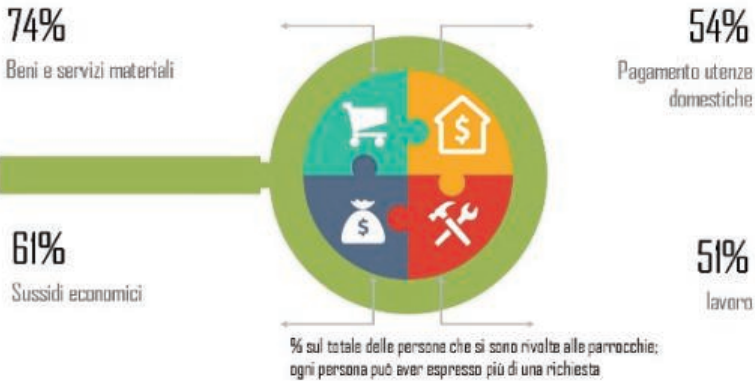 74%
Beni e servizi materiali
54%
Pagamento utenze
domestiche
$
$
61%
Sussidi economici
51%
lavoro
% sul totale delle persone che si sono rivolte alle parrocchie;
ogni persona può aver espresso più di una richiesta